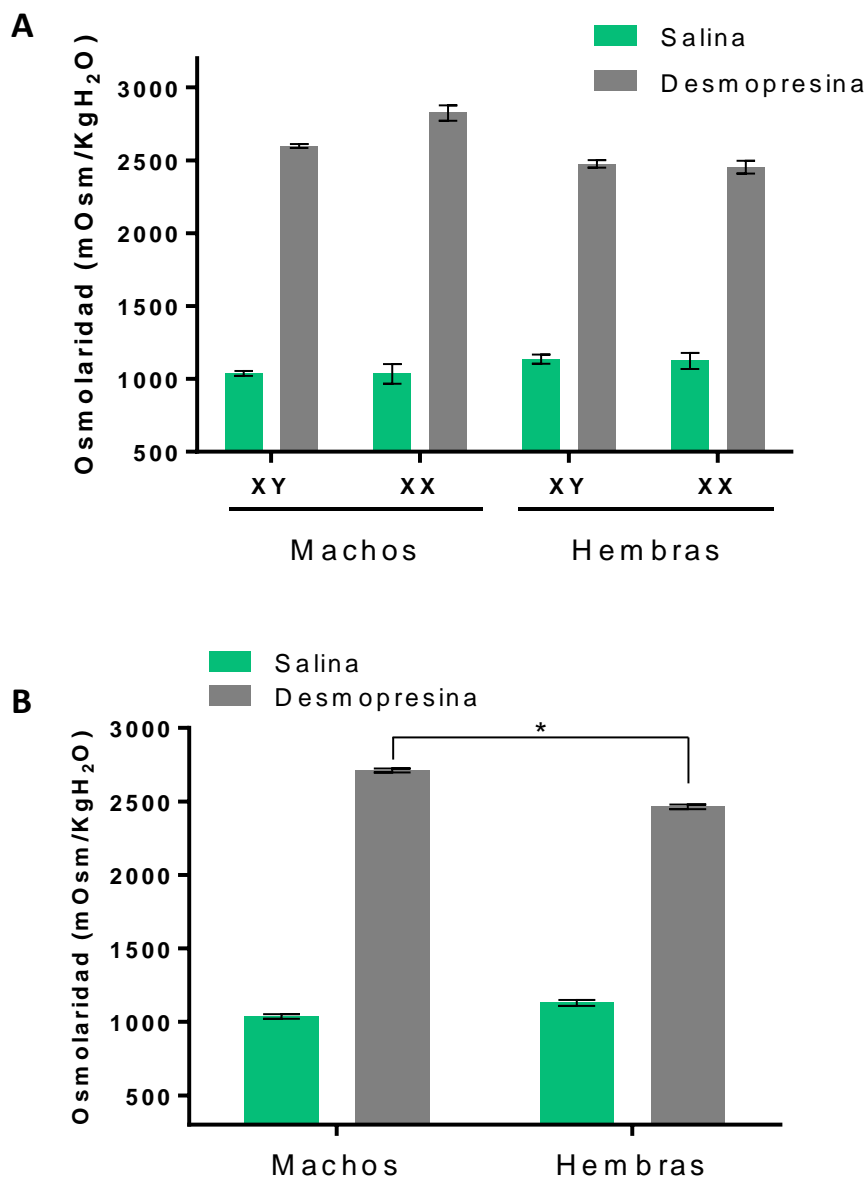 A
Salina
Desmopresina
Osmolaridad (mOsm/KgH2O)
3000
2500
2000
1500
1000
500
XY XX XY XX
Machos Hembras
Salina
Desmopresina
B
Osmolaridad (mOsm/KgH2O)
3000
2500
2000
1500
1000
500
*
Machos Hembras